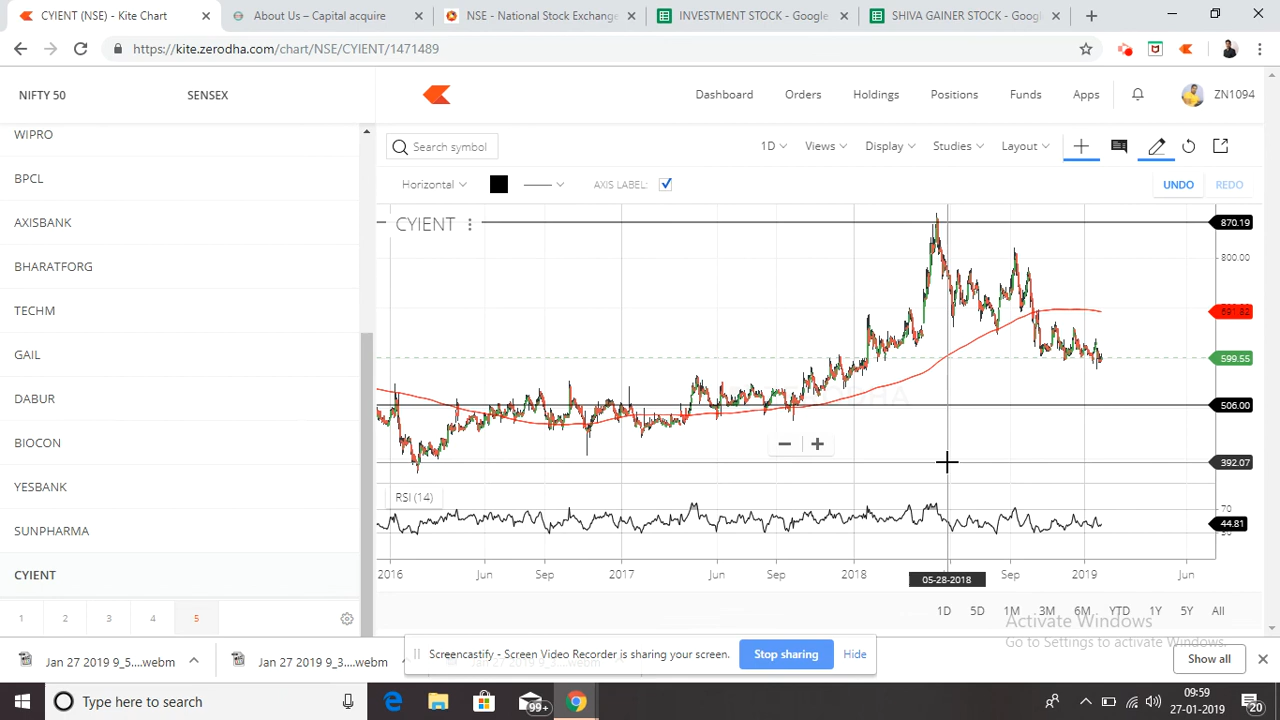 CYIENT (NSE) - Kite Chart
About Us – Capital acquire
NSE - National Stock Exchange
INVESTMENT STOCK - Google
SHIVA GAINER STOCK - Googl
https://kite.zerodha.com/chart/NSE/CYIENT/1471489
NIFTY 50
SENSEX
Dashboard
Orders
Holdings
Positions
Funds
Apps
ZN1094
WIPRO
BPCL
AXISBANK
BHARATFORG
TECHM
GAIL
DABUR
BIOCON
YESBANK
SUNPHARMA
CYIENT
1 2 3 4 5
Search symbol
1D
Views
Display
Studies
Layout
Horizontal
AXIS LABEL:
UNDO
REDO
CYIENT
870.19
800.00
691.82
599.55
506.00
392.07
RSI (14)
70
44.81
2016 Jun Sep 2017 Jun Sep 2018 05-28-2018 Sep 2019 Jun
1D 5D 1M 3M 6M YTD 1Y 5Y All
Activate Windows
Go to Settings to activate Windows.
Jan 27 2019 9_5....webm
Jan 27 2019 9_3....webm
Screencastify - Screen Video Recorder is sharing your screen.
Stop sharing
Hide
Show all
Type here to search
99+
09:59
27-01-2019
20